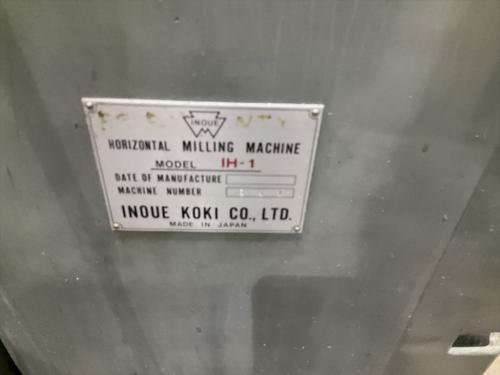 INOUE
HORIZONTAL MILLING MACHINE
MODEL IH-1
DATE OF MANUFACTURE
MACHINE NUMBER
INOUE KOKI CO., LTD.
MADE IN JAPAN